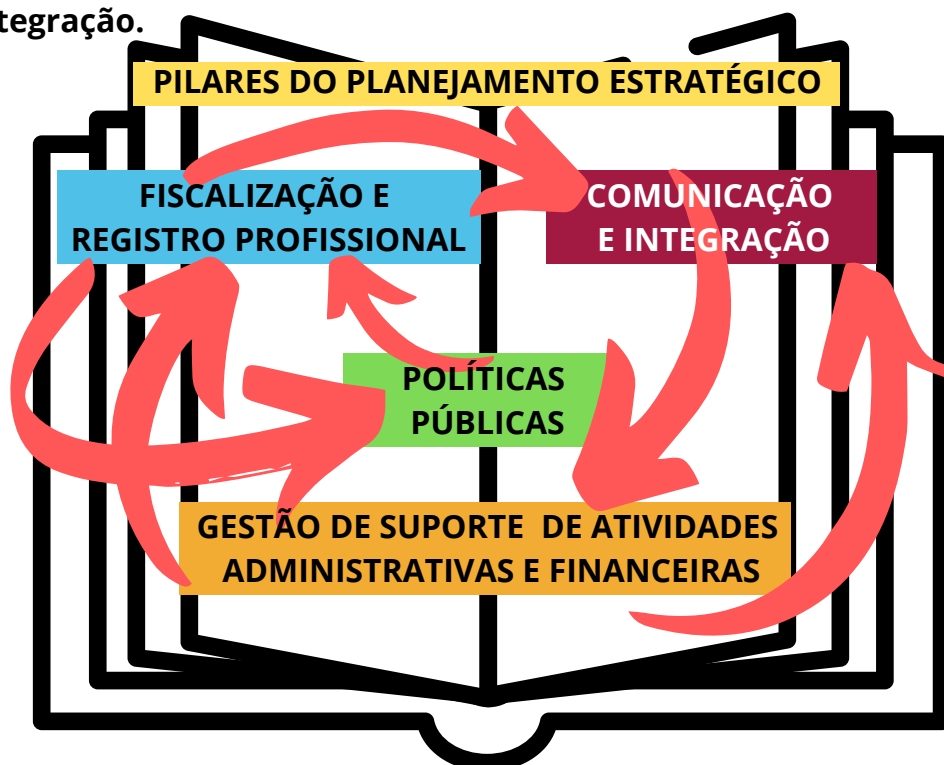 tegração.
PILARES DO PLANEJAMENTO ESTRATÉGICO
FISCALIZAÇÃO E
REGISTRO PROFISSIONAL
COMUNICAÇÃO
E INTEGRAÇÃO
POLÍTICAS
PÚBLICAS
GESTÃO DE SUPORTE DE ATIVIDADES
ADMINISTRATIVAS E FINANCEIRAS